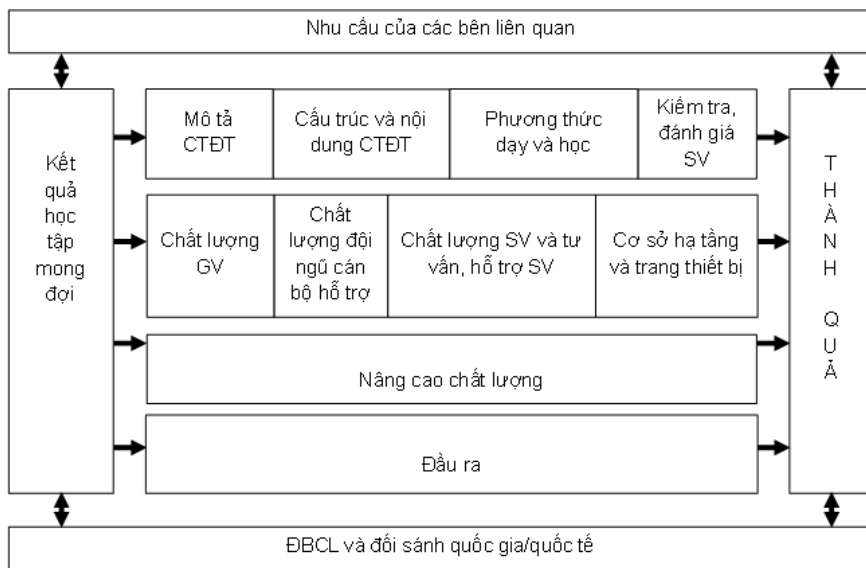 Nhu cầu của các bên liên quan
Kết
quả
học
tập
mong
đợi
Mô tả
CTĐT
Cấu trúc và nội
dung CTĐT
Phương thức
dạy và học
Kiểm tra,
đánh giá
SV
Chất lượng
GV
Chất
lượng đội
ngũ cán
bộ hỗ trợ
Chất lượng SV và tư
vấn, hỗ trợ SV
Cơ sở hạ tầng
và trang thiết bị
Nâng cao chất lượng
Đầu ra
T
H
À
N
H
Q
U
Ả
ĐBCL và đối sánh quốc gia/quốc tế